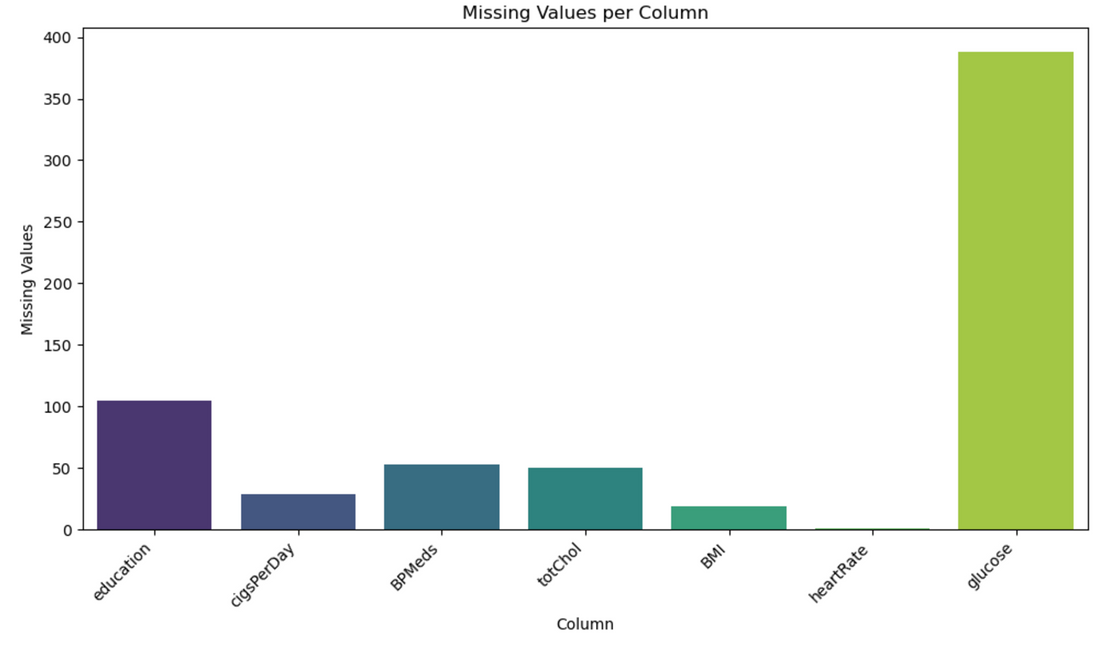 Missing Values per Column
400
350
300
250
200
150
100
50
0
Missing Values
education
cigsPerDay
BPMeds
totChol
BMI
heartRate
glucose
Column